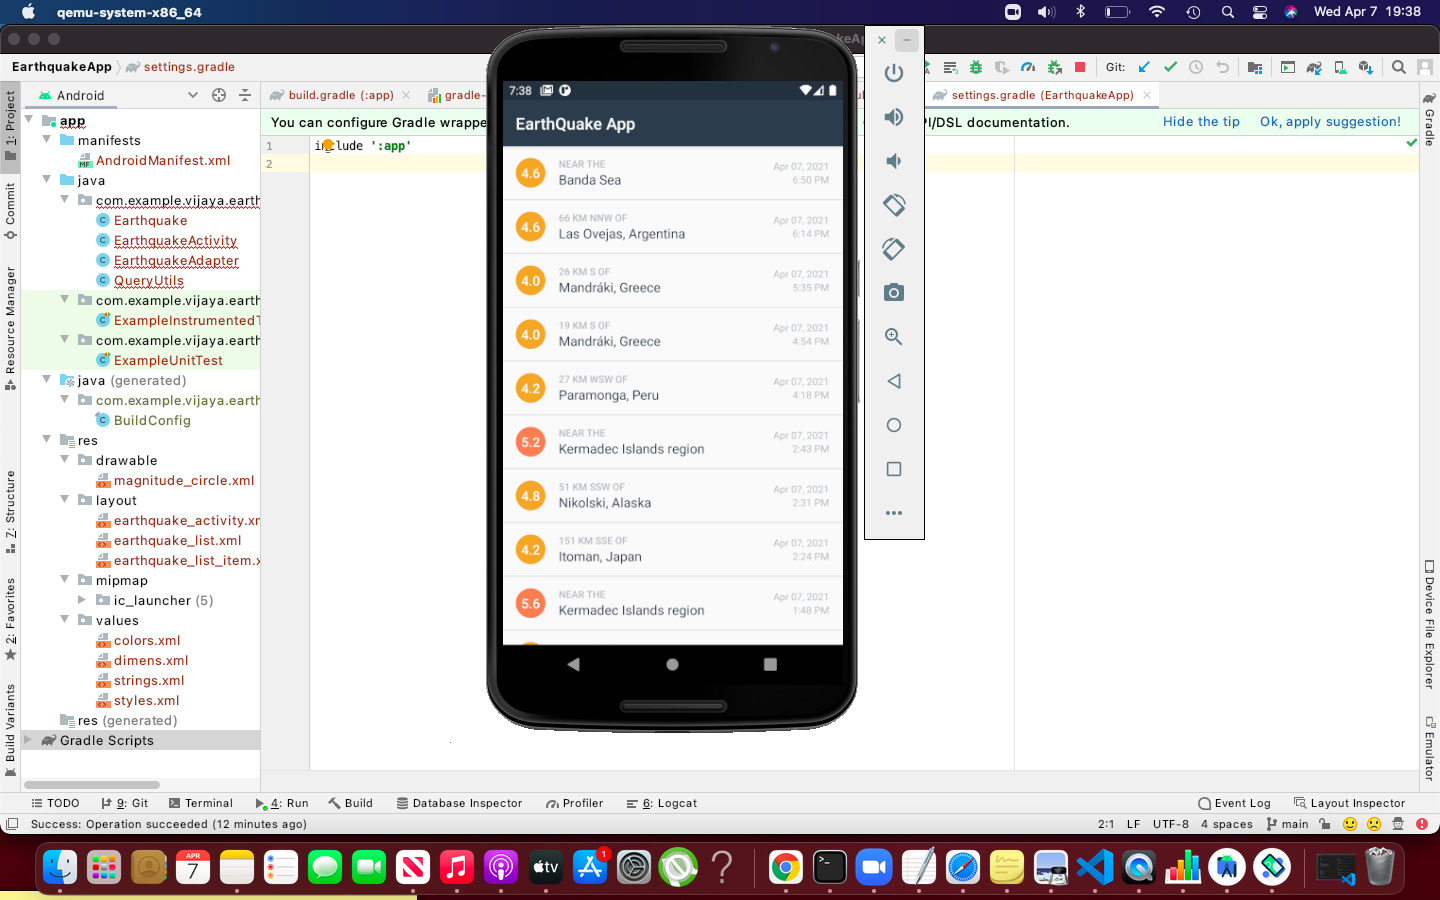 qemu-system-x86_64
Wed Apr 7 19:38
EarthquakeApp
settings.gradle
Git:
1: Project
Commit
Resource Manager
Z: Structure
2: Favorites
Build Variants
Android
app
manifests
AndroidManifest.xml
java
com.example.vijaya.earth
Earthquake
EarthquakeActivity
EarthquakeAdapter
QueryUtils
com.example.vijaya.earth
ExampleInstrumentedT
com.example.vijaya.earth
ExampleUnitTest
java (generated)
com.example.vijaya.earth
BuildConfig
res
drawable
magnitude_circle.xml
layout
earthquake_activity.xm
earthquake_list.xml
earthquake_list_item.x
mipmap
ic_launcher (5)
values
colors.xml
dimens.xml
strings.xml
styles.xml
res (generated)
Gradle Scripts
build.gradle (:app)
gradle-
settings.gradle (EarthquakeApp)
You can configure Gradle wrappe
I/DSL documentation.
Hide the tip
Ok, apply suggestion!
1 include ':app'
2
7:38
EarthQuake App
4.6 NEAR THE Apr 07, 2021
Banda Sea 6:50 PM
4.6 66 KM NNW OF Apr 07, 2021
Las Ovejas, Argentina 6:14 PM
4.0 26 KM S OF Apr 07, 2021
Mandráki, Greece 5:35 PM
4.0 19 KM S OF Apr 07, 2021
Mandráki, Greece 4:54 PM
4.2 27 KM WSW OF Apr 07, 2021
Paramonga, Peru 4:18 PM
5.2 NEAR THE Apr 07, 2021
Kermadec Islands region 2:43 PM
4.8 51 KM SSW OF Apr 07, 2021
Nikolski, Alaska 2:31 PM
4.2 151 KM SSE OF Apr 07, 2021
Itoman, Japan 2:24 PM
5.6 NEAR THE Apr 07, 2021
Kermadec Islands region 1:48 PM
Gradle
Device File Explorer
Emulator
TODO
9: Git
Terminal
4: Run
Build
Database Inspector
Profiler
6: Logcat
Event Log
Layout Inspector
Success: Operation succeeded (12 minutes ago)
2:1 LF UTF-8 4 spaces main
APR
7
tv
1